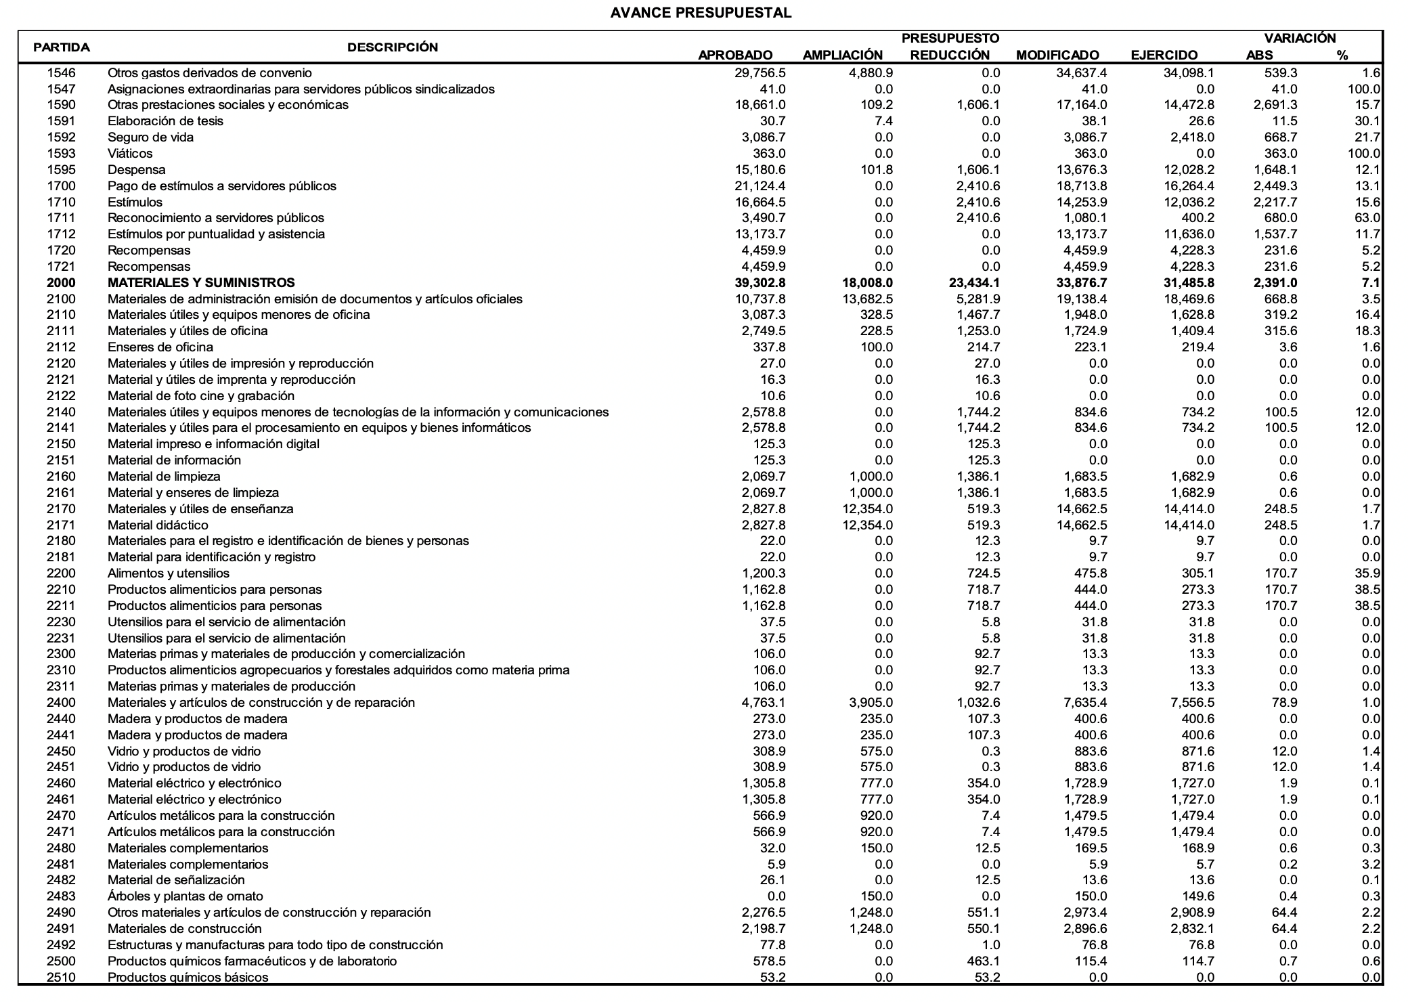 AVANCE PRESUPUESTAL
PRESUPUESTO VARIACIÓN
PARTIDA DESCRIPCIÓN APROBADO AMPLIACIÓN REDUCCIÓN MODIFICADO EJERCIDO ABS %
1546 Otros gastos derivados de convenio 29,756.5 4,880.9 0.0 34,637.4 34,098.1 539.3 1.6
1547 Asignaciones extraordinarias para servidores públicos sindicalizados 41.0 0.0 0.0 41.0 0.0 41.0 100.0
1590 Otras prestaciones sociales y económicas 18,661.0 109.2 1,606.1 17,164.0 14,472.8 2,691.3 15.7
1591 Elaboración de tesis 30.7 7.4 0.0 38.1 26.6 11.5 30.1
1592 Seguro de vida 3,086.7 0.0 0.0 3,086.7 2,418.0 668.7 21.7
1593 Viáticos 363.0 0.0 0.0 363.0 0.0 363.0 100.0
1595 Despensa 15,180.6 101.8 1,606.1 13,676.3 12,028.2 1,648.1 12.1
1700 Pago de estímulos a servidores públicos 21,124.4 0.0 2,410.6 18,713.8 16,264.4 2,449.3 13.1
1710 Estímulos 16,664.5 0.0 2,410.6 14,253.9 12,036.2 2,217.7 15.6
1711 Reconocimiento a servidores públicos 3,490.7 0.0 2,410.6 1,080.1 400.2 680.0 63.0
1712 Estímulos por puntualidad y asistencia 13,173.7 0.0 0.0 13,173.7 11,636.0 1,537.7 11.7
1720 Recompensas 4,459.9 0.0 0.0 4,459.9 4,228.3 231.6 5.2
1721 Recompensas 4,459.9 0.0 0.0 4,459.9 4,228.3 231.6 5.2
2000 MATERIALES Y SUMINISTROS 39,302.8 18,008.0 23,434.1 33,876.7 31,485.8 2,391.0 7.1
2100 Materiales de administración emisión de documentos y artículos oficiales 10,737.8 13,682.5 5,281.9 19,138.4 18,469.6 668.8 3.5
2110 Materiales útiles y equipos menores de oficina 3,087.3 328.5 1,467.7 1,948.0 1,628.8 319.2 16.4
2111 Materiales y útiles de oficina 2,749.5 228.5 1,253.0 1,724.9 1,409.4 315.6 18.3
2112 Enseres de oficina 337.8 100.0 214.7 223.1 219.4 3.6 1.6
2120 Materiales y útiles de impresión y reproducción 27.0 0.0 27.0 0.0 0.0 0.0 0.0
2121 Material y útiles de imprenta y reproducción 16.3 0.0 16.3 0.0 0.0 0.0 0.0
2122 Material de foto cine y grabación 10.6 0.0 10.6 0.0 0.0 0.0 0.0
2140 Materiales útiles y equipos menores de tecnologías de la información y comunicaciones 2,578.8 0.0 1,744.2 834.6 734.2 100.5 12.0
2141 Materiales y útiles para el procesamiento en equipos y bienes informáticos 2,578.8 0.0 1,744.2 834.6 734.2 100.5 12.0
2150 Material impreso e información digital 125.3 0.0 125.3 0.0 0.0 0.0 0.0
2151 Material de información 125.3 0.0 125.3 0.0 0.0 0.0 0.0
2160 Material de limpieza 2,069.7 1,000.0 1,386.1 1,683.5 1,682.9 0.6 0.0
2161 Material y enseres de limpieza 2,069.7 1,000.0 1,386.1 1,683.5 1,682.9 0.6 0.0
2170 Materiales y útiles de enseñanza 2,827.8 12,354.0 519.3 14,662.5 14,414.0 248.5 1.7
2171 Material didáctico 2,827.8 12,354.0 519.3 14,662.5 14,414.0 248.5 1.7
2180 Materiales para el registro e identificación de bienes y personas 22.0 0.0 12.3 9.7 9.7 0.0 0.0
2181 Material para identificación y registro 22.0 0.0 12.3 9.7 9.7 0.0 0.0
2200 Alimentos y utensilios 1,200.3 0.0 724.5 475.8 305.1 170.7 35.9
2210 Productos alimenticios para personas 1,162.8 0.0 718.7 444.0 273.3 170.7 38.5
2211 Productos alimenticios para personas 1,162.8 0.0 718.7 444.0 273.3 170.7 38.5
2230 Utensilios para el servicio de alimentación 37.5 0.0 5.8 31.8 31.8 0.0 0.0
2231 Utensilios para el servicio de alimentación 37.5 0.0 5.8 31.8 31.8 0.0 0.0
2300 Materias primas y materiales de producción y comercialización 106.0 0.0 92.7 13.3 13.3 0.0 0.0
2310 Productos alimenticios agropecuarios y forestales adquiridos como materia prima 106.0 0.0 92.7 13.3 13.3 0.0 0.0
2311 Materias primas y materiales de producción 106.0 0.0 92.7 13.3 13.3 0.0 0.0
2400 Materiales y artículos de construcción y de reparación 4,763.1 3,905.0 1,032.6 7,635.4 7,556.5 78.9 1.0
2440 Madera y productos de madera 273.0 235.0 107.3 400.6 400.6 0.0 0.0
2441 Madera y productos de madera 273.0 235.0 107.3 400.6 400.6 0.0 0.0
2450 Vidrio y productos de vidrio 308.9 575.0 0.3 883.6 871.6 12.0 1.4
2451 Vidrio y productos de vidrio 308.9 575.0 0.3 883.6 871.6 12.0 1.4
2460 Material eléctrico y electrónico 1,305.8 777.0 354.0 1,728.9 1,727.0 1.9 0.1
2461 Material eléctrico y electrónico 1,305.8 777.0 354.0 1,728.9 1,727.0 1.9 0.1
2470 Artículos metálicos para la construcción 566.9 920.0 7.4 1,479.5 1,479.4 0.0 0.0
2471 Artículos metálicos para la construcción 566.9 920.0 7.4 1,479.5 1,479.4 0.0 0.0
2480 Materiales complementarios 32.0 150.0 12.5 169.5 168.9 0.6 0.3
2481 Materiales complementarios 5.9 0.0 0.0 5.9 5.7 0.2 3.2
2482 Material de señalización 26.1 0.0 12.5 13.6 13.6 0.0 0.1
2483 Árboles y plantas de ornato 0.0 150.0 0.0 150.0 149.6 0.4 0.3
2490 Otros materiales y artículos de construcción y reparación 2,276.5 1,248.0 551.1 2,973.4 2,908.9 64.4 2.2
2491 Materiales de construcción 2,198.7 1,248.0 550.1 2,896.6 2,832.1 64.4 2.2
2492 Estructuras y manufacturas para todo tipo de construcción 77.8 0.0 1.0 76.8 76.8 0.0 0.0
2500 Productos químicos farmacéuticos y de laboratorio 578.5 0.0 463.1 115.4 114.7 0.7 0.6
2510 Productos químicos básicos 53.2 0.0 53.2 0.0 0.0 0.0 0.0